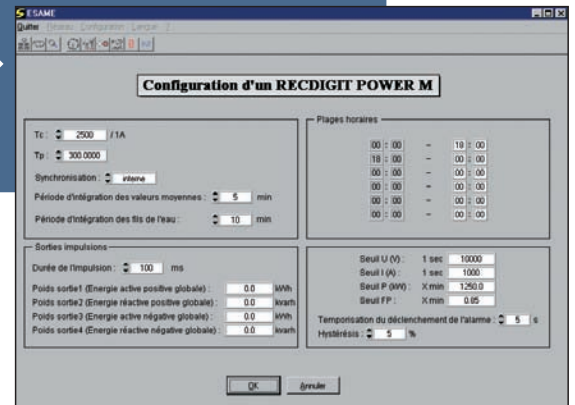 ESAME
Quitter Réseau Configuration Langue ?
Configuration d'un RECDIGIT POWER M
Tc : 2500 / 1A
Tp : 300.0000
Synchronisation : interne
Période d'intégration des valeurs moyennes : 5 min
Période d'intégration des fils de l'eau : 10 min
Plages horaires
00 : 00 - 18 : 00
18 : 00 - 00 : 00
00 : 00 - 00 : 00
00 : 00 - 00 : 00
00 : 00 - 00 : 00
00 : 00 - 00 : 00
Sorties impulsions
Durée de l'impulsion : 100 ms
Poids sortie1 (Energie active positive globale) : 0.0 kWh
Poids sortie2 (Energie réactive positive globale) : 0.0 kvarh
Poids sortie3 (Energie active négative globale) : 0.0 kWh
Poids sortie4 (Energie réactive négative globale) : 0.0 kvarh
Seuil U (V) : 1 sec 10000
Seuil I (A) : 1 sec 1000
Seuil P (kW) : X min 1250.0
Seuil FP : X min 0.85
Temporisation du déclenchement de l'alarme : 5 s
Hystérésis : 5 %
OK Annuler